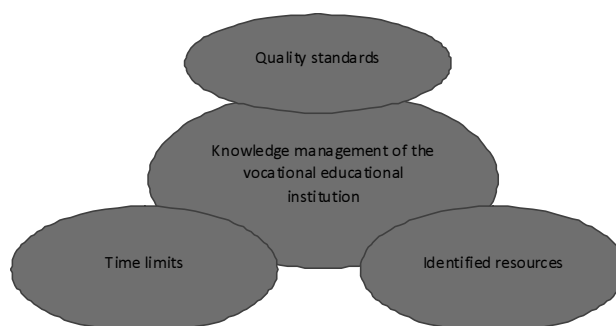 Quality standards
Knowledge management of the
vocational educational
institution
Time limits
Identified resources